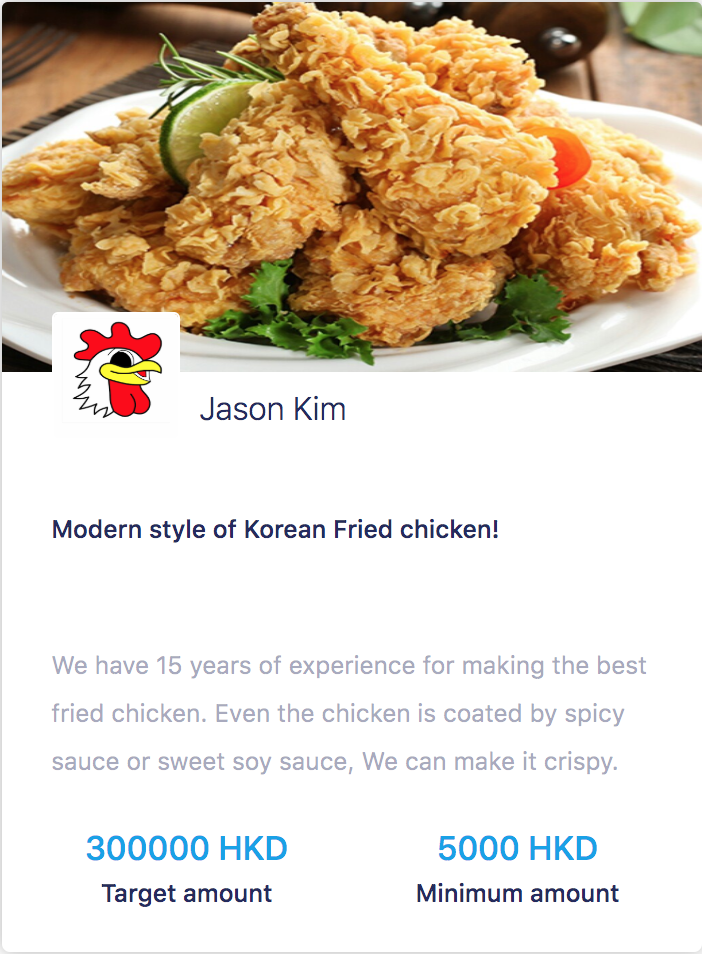 Jason Kim
Modern style of Korean Fried chicken!
We have 15 years of experience for making the best
fried chicken. Even the chicken is coated by spicy
sauce or sweet soy sauce, We can make it crispy.
300000 HKD
5000 HKD
Target amount
Minimum amount